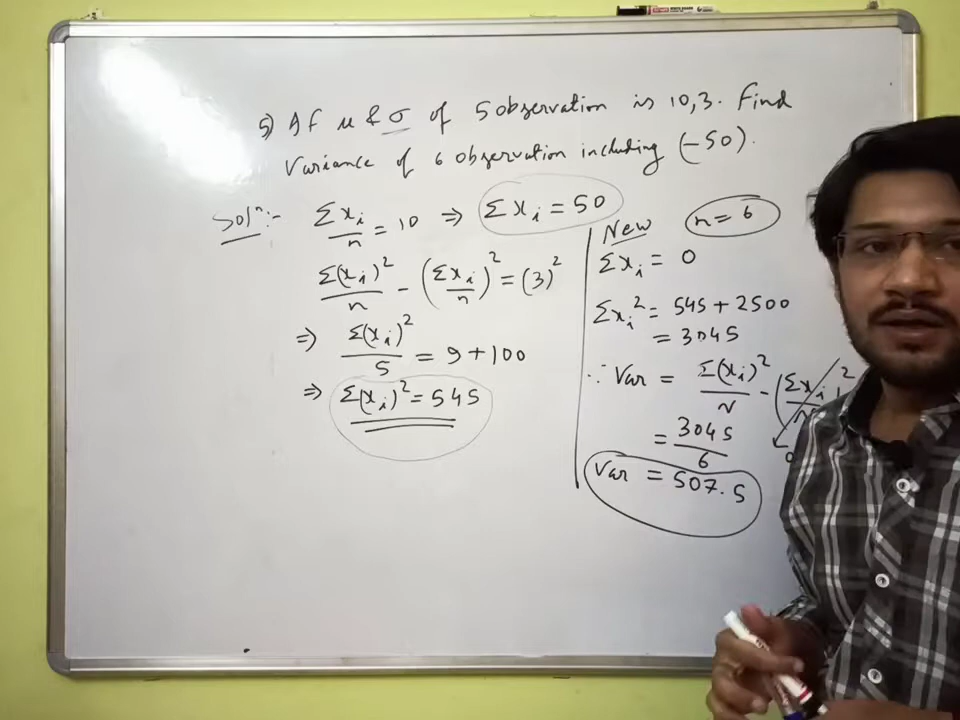 5) If μ & σ of 5 observation is 10,3. Find
Variance of 6 observation including (-50).
Solⁿ:- Σxi/n = 10 ⇒ Σxi = 50
Σ(xi)²/n - (Σxi/n)² = (3)²
⇒ Σ(xi)²/5 = 9+100
⇒ Σ(xi)² = 545
New n = 6
Σxi = 0
Σxi² = 545 + 2500
= 3045
∴ Var = Σ(xi)²/N - (Σxi/N)²
0
= 3045/6
Var = 507.5